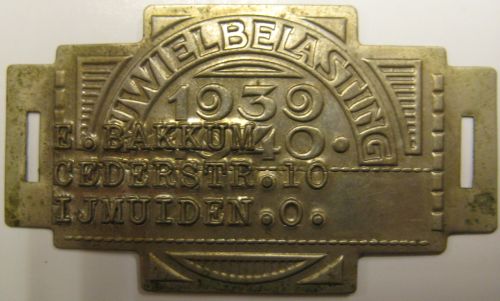 RIJWIELBELASTING
1939
1940.
E. BAKKUM
CEDERSTR.10
IJMUIDEN.O.